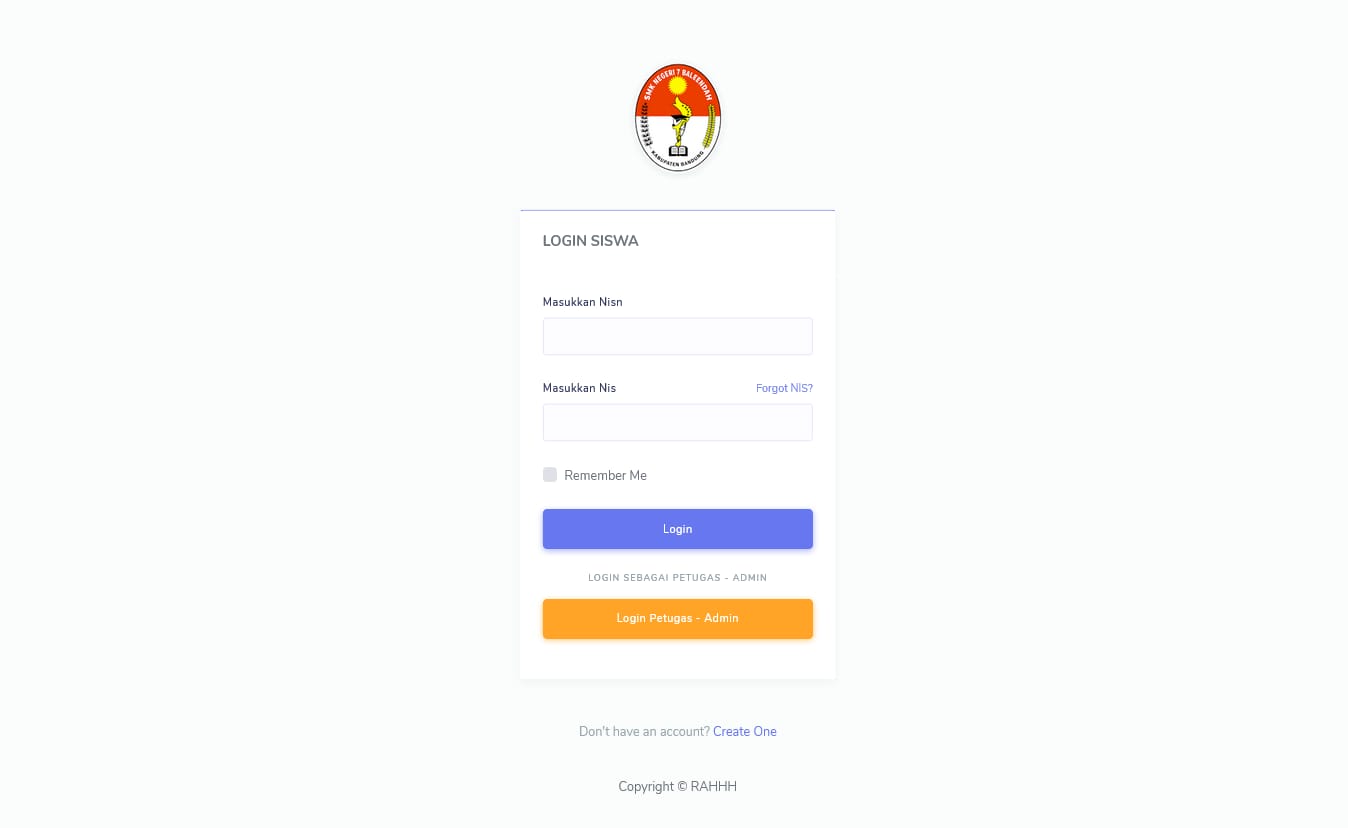 SMK NEGERI 7 BALEENDAH
KABUPATEN BANDUNG
LOGIN SISWA
Masukkan Nisn
Masukkan Nis
Forgot NIS?
Remember Me
Login
LOGIN SEBAGAI PETUGAS - ADMIN
Login Petugas - Admin
Don't have an account? Create One
Copyright © RAHHH